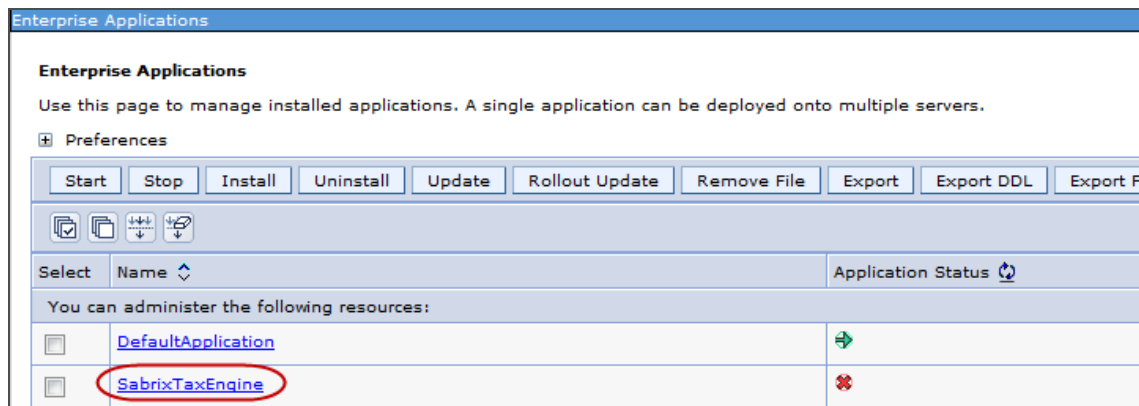 Enterprise Applications
Enterprise Applications
Use this page to manage installed applications. A single application can be deployed onto multiple servers.
Preferences
Start Stop Install Uninstall Update Rollout Update Remove File Export Export DDL Export F
Select Name Application Status
You can administer the following resources:
DefaultApplication
SabrixTaxEngine